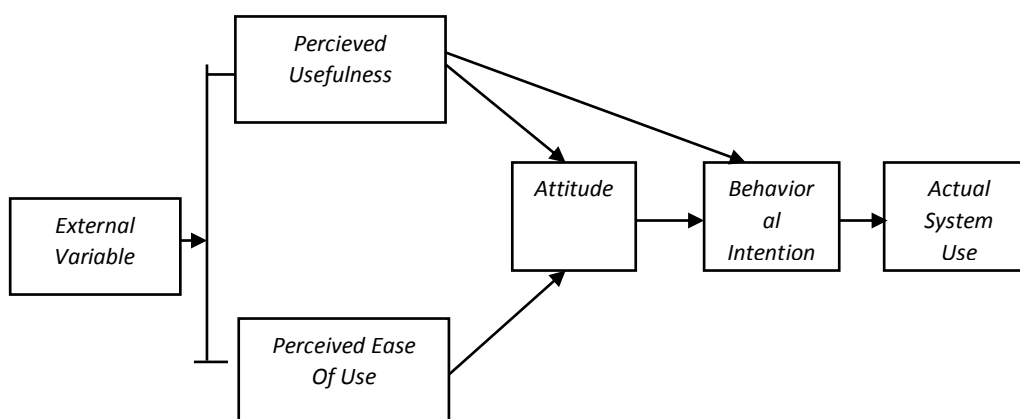 Percieved
Usefulness
Attitude
Behavior
al
Intention
Actual
System
Use
External
Variable
Perceived Ease
Of Use